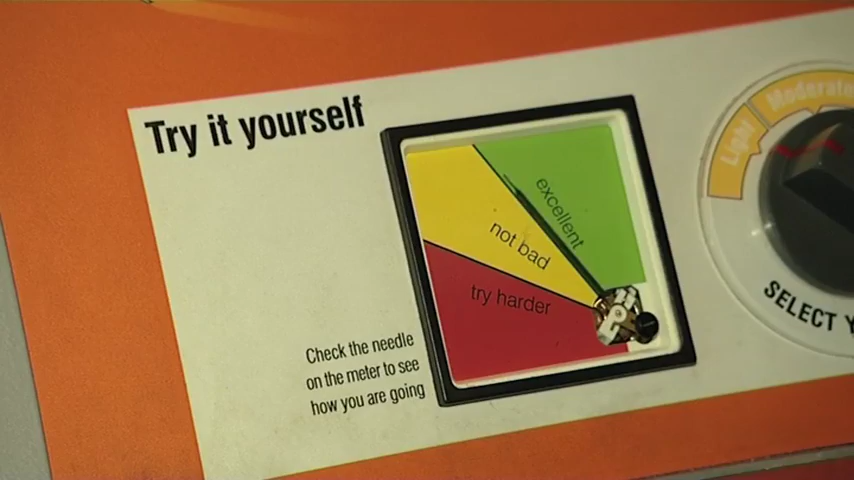 Try it yourself
excellent
not bad
try harder
Check the needle
on the meter to see
how you are going
Light
Moderate
SELECT